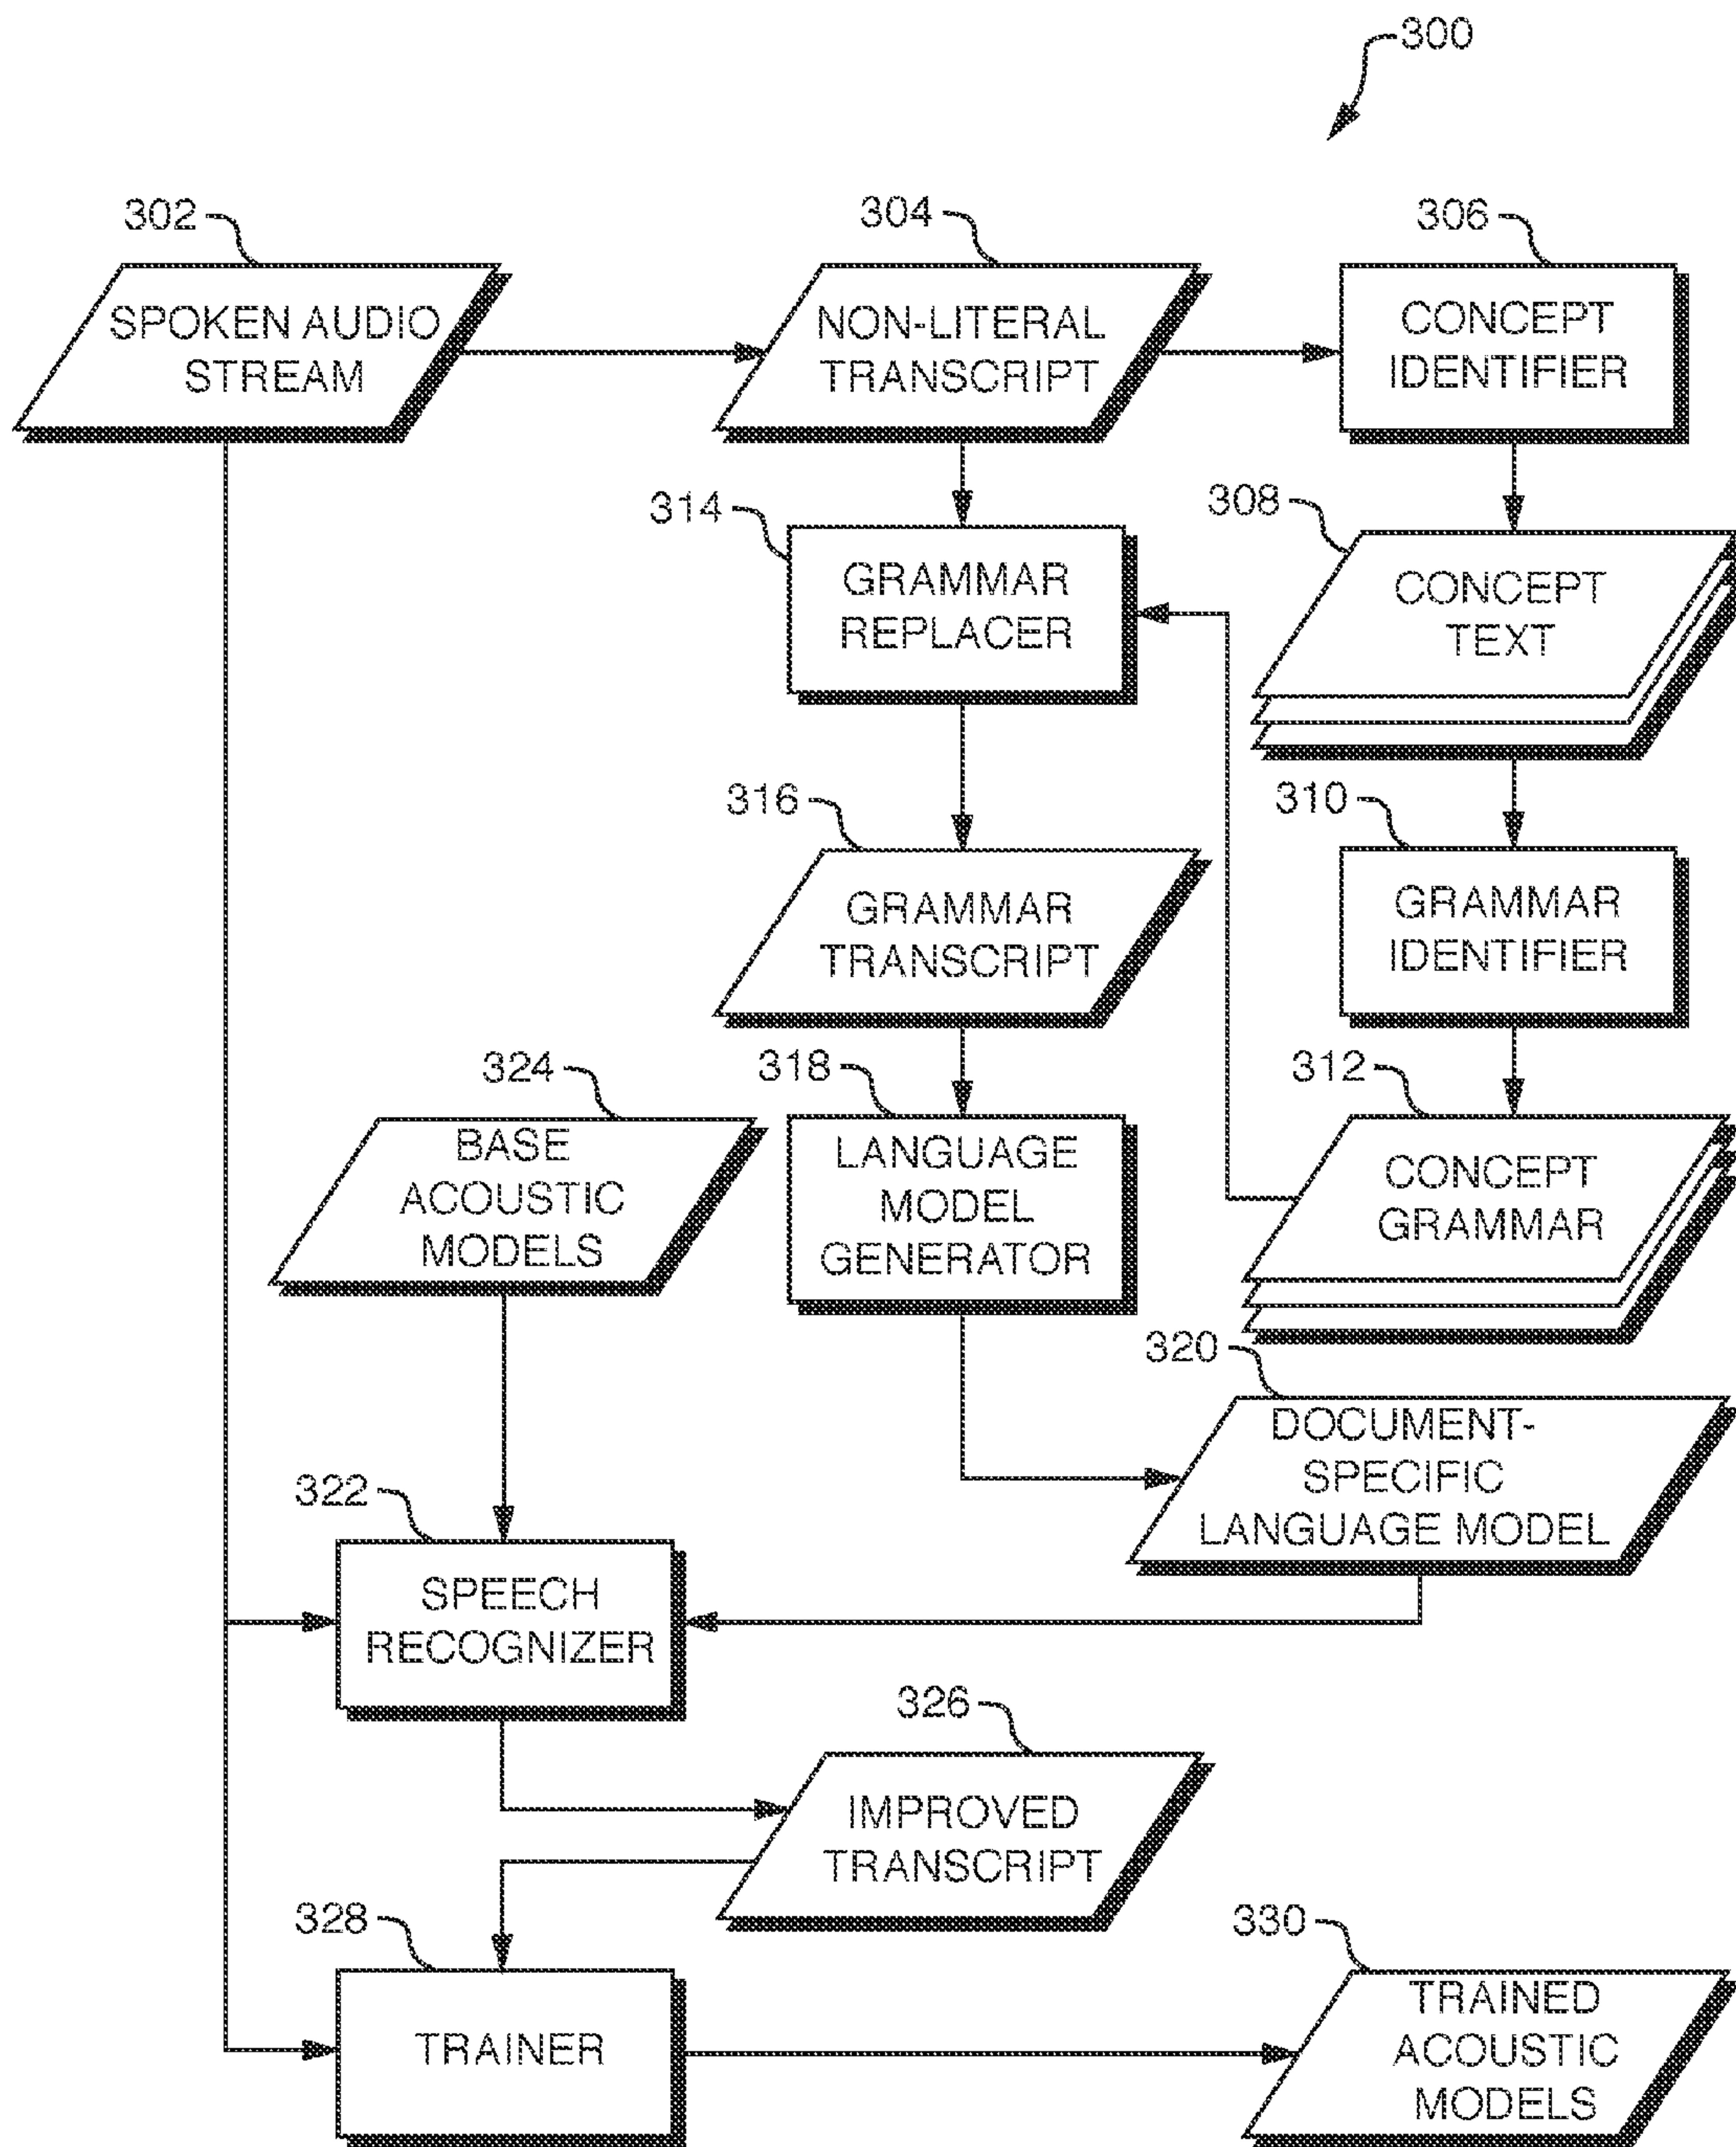 300
302
SPOKEN AUDIO
STREAM
304
NON-LITERAL
TRANSCRIPT
306
CONCEPT
IDENTIFIER
308
CONCEPT
TEXT
314
GRAMMAR
REPLACER
310
GRAMMAR
IDENTIFIER
316
GRAMMAR
TRANSCRIPT
312
CONCEPT
GRAMMAR
324
BASE
ACOUSTIC
MODELS
318
LANGUAGE
MODEL
GENERATOR
320
DOCUMENT-
SPECIFIC
LANGUAGE MODEL
322
SPEECH
RECOGNIZER
326
IMPROVED
TRANSCRIPT
328
TRAINER
330
TRAINED
ACOUSTIC
MODELS